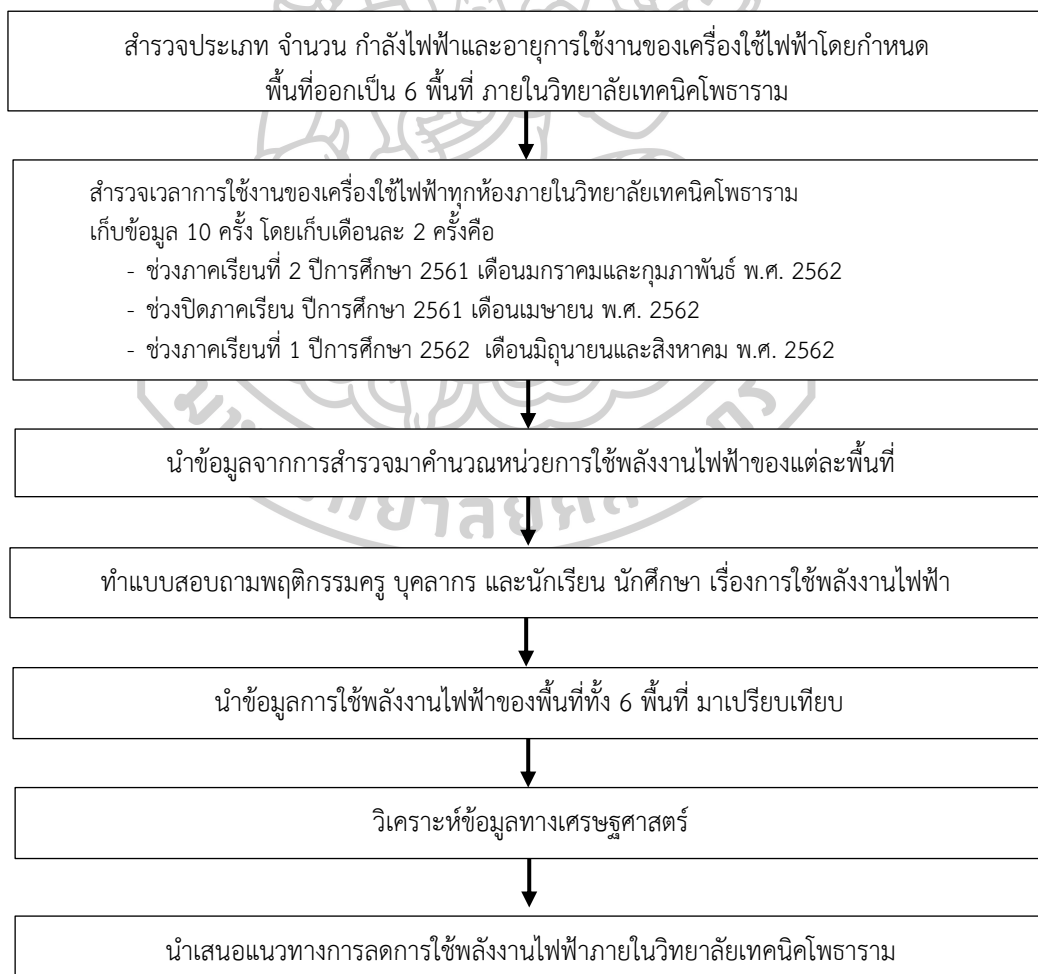 สำรวจประเภท จำนวน กำลังไฟฟ้าและอายุการใช้งานของเครื่องใช้ไฟฟ้าโดยกำหนด
พื้นที่ออกเป็น 6 พื้นที่ ภายในวิทยาลัยเทคนิคโพธาราม
สำรวจเวลาการใช้งานของเครื่องใช้ไฟฟ้าทุกห้องภายในวิทยาลัยเทคนิคโพธาราม
เก็บข้อมูล 10 ครั้ง โดยเก็บเดือนละ 2 ครั้งคือ
- ช่วงภาคเรียนที่ 2 ปีการศึกษา 2561 เดือนมกราคมและกุมภาพันธ์ พ.ศ. 2562
- ช่วงปิดภาคเรียน ปีการศึกษา 2561 เดือนเมษายน พ.ศ. 2562
- ช่วงภาคเรียนที่ 1 ปีการศึกษา 2562 เดือนมิถุนายนและสิงหาคม พ.ศ. 2562
นำข้อมูลจากการสำรวจมาคำนวณหน่วยการใช้พลังงานไฟฟ้าของแต่ละพื้นที่
ทำแบบสอบถามพฤติกรรมครู บุคลากร และนักเรียน นักศึกษา เรื่องการใช้พลังงานไฟฟ้า
นำข้อมูลการใช้พลังงานไฟฟ้าของพื้นที่ทั้ง 6 พื้นที่ มาเปรียบเทียบ
วิเคราะห์ข้อมูลทางเศรษฐศาสตร์
นำเสนอแนวทางการลดการใช้พลังงานไฟฟ้าภายในวิทยาลัยเทคนิคโพธาราม